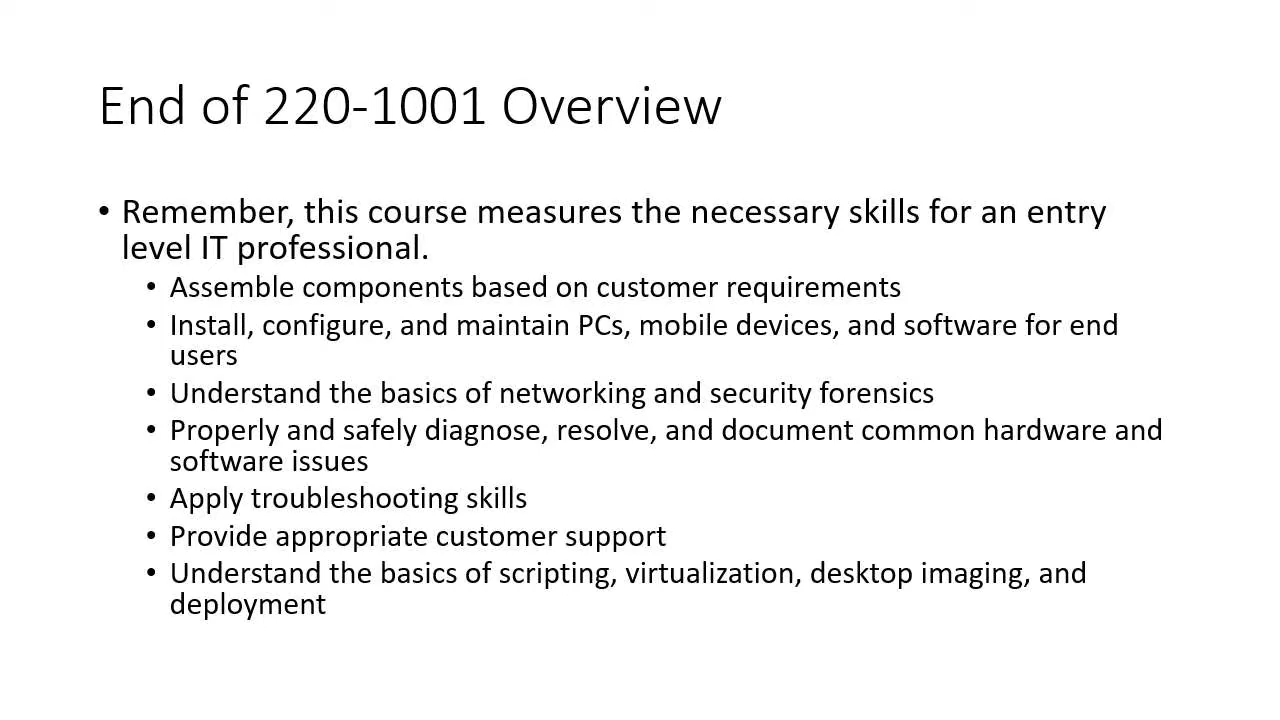 End of 220-1001 Overview
• Remember, this course measures the necessary skills for an entry
level IT professional.
• Assemble components based on customer requirements
• Install, configure, and maintain PCs, mobile devices, and software for end
users
• Understand the basics of networking and security forensics
• Properly and safely diagnose, resolve, and document common hardware and
software issues
• Apply troubleshooting skills
• Provide appropriate customer support
• Understand the basics of scripting, virtualization, desktop imaging, and
deployment